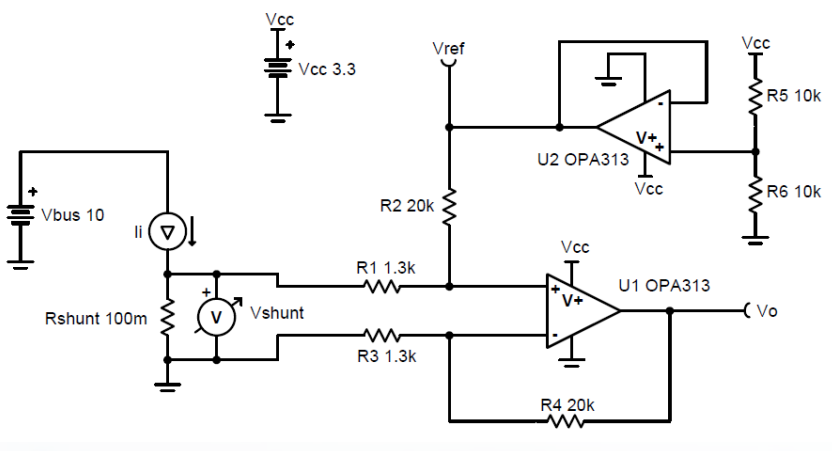 Vcc
Vcc 3.3
+
Vref
Vcc
R5 10k
-
V+
+
U2 OPA313
Vcc
R6 10k
R2 20k
+
Vbus 10
Ii
R1 1.3k
Vcc
U1 OPA313
+
V+
-
Vo
Rshunt 100m
+
V
Vshunt
R3 1.3k
R4 20k